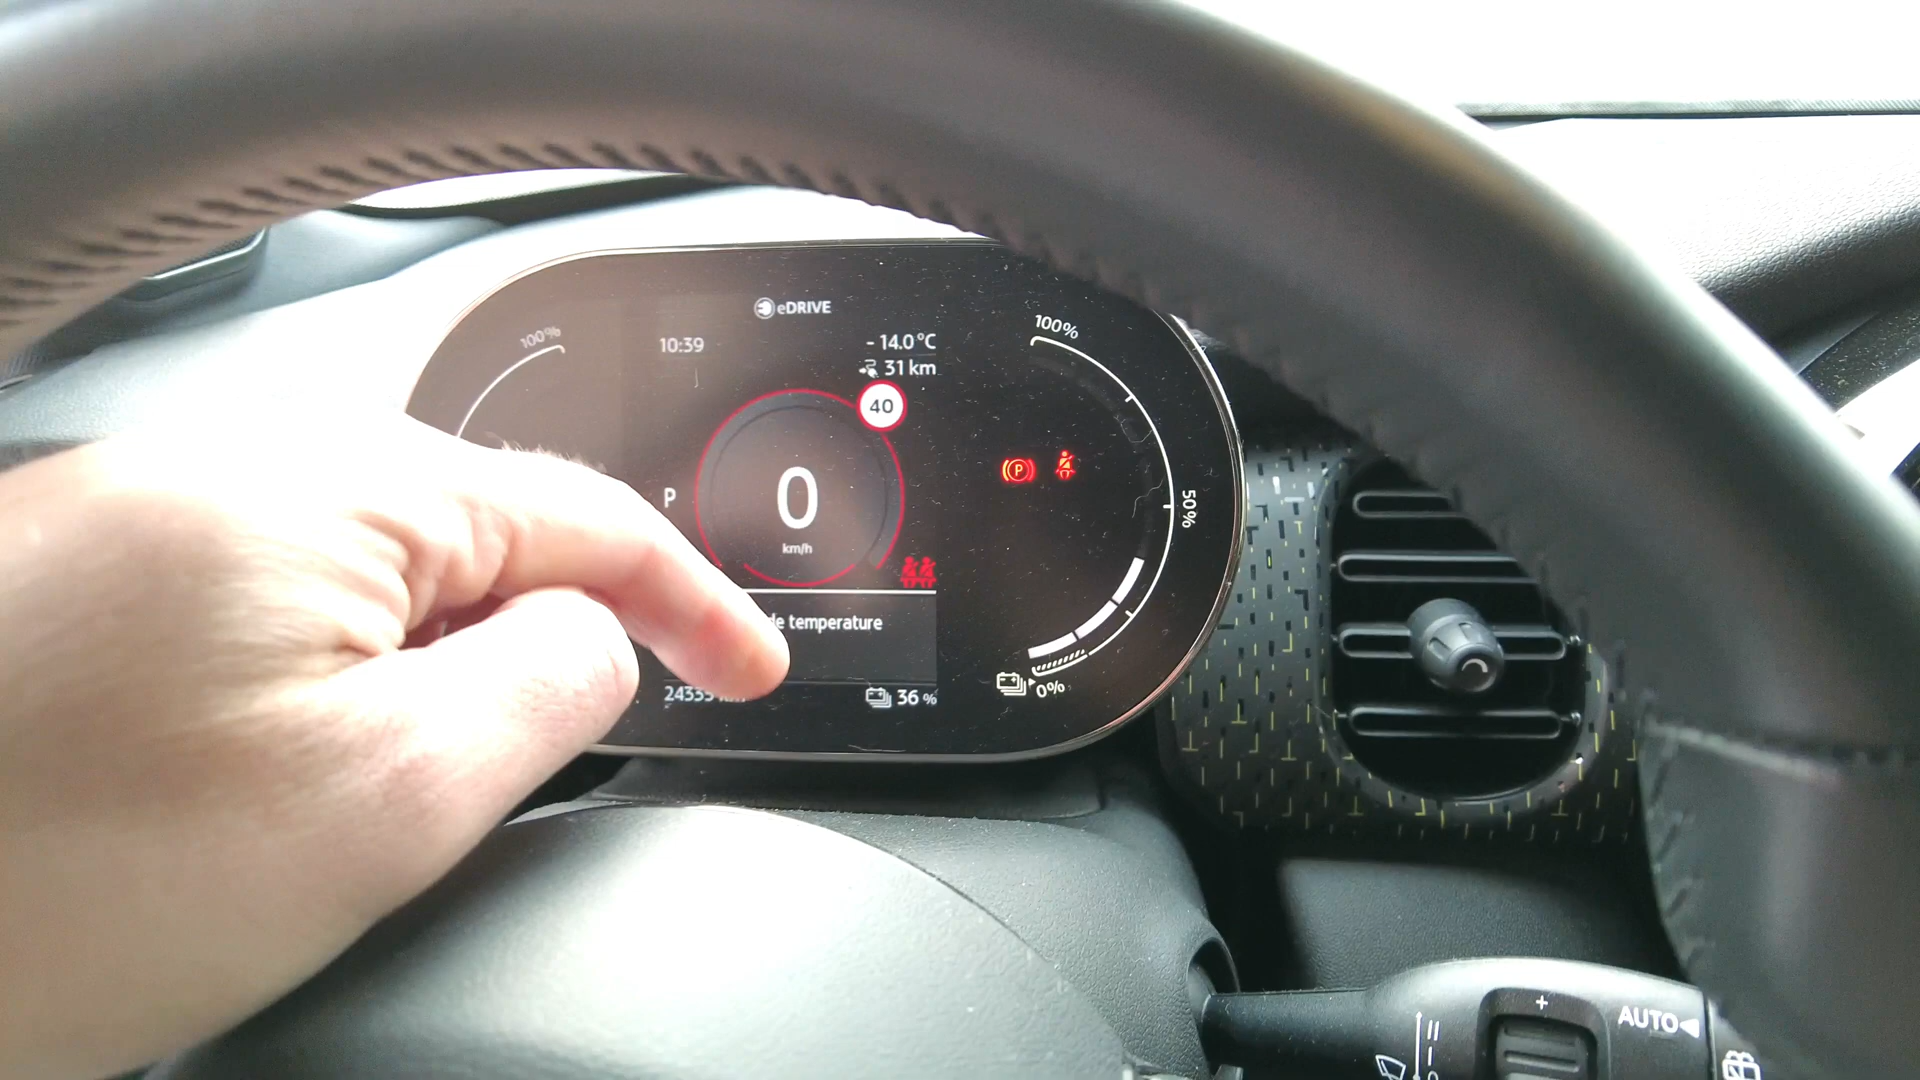 eDRIVE
100%
10:39
- 14.0 °C
31 km
100%
40
P
0
km/h
50%
temperature
36 %
0%
+
AUTO